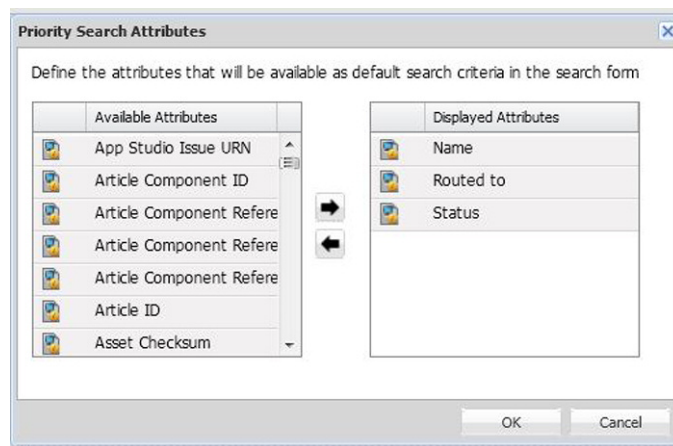 Priority Search Attributes
Define the attributes that will be available as default search criteria in the search form
Available Attributes
App Studio Issue URN
Article Component ID
Article Component Refere
Article Component Refere
Article Component Refere
Article ID
Asset Checksum
Displayed Attributes
Name
Routed to
Status
OK
Cancel